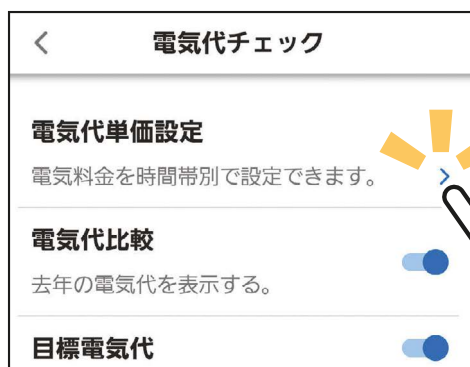 電気代チェック
電気代単価設定
電気料金を時間帯別で設定できます。
電気代比較
去年の電気代を表示する。
目標電気代